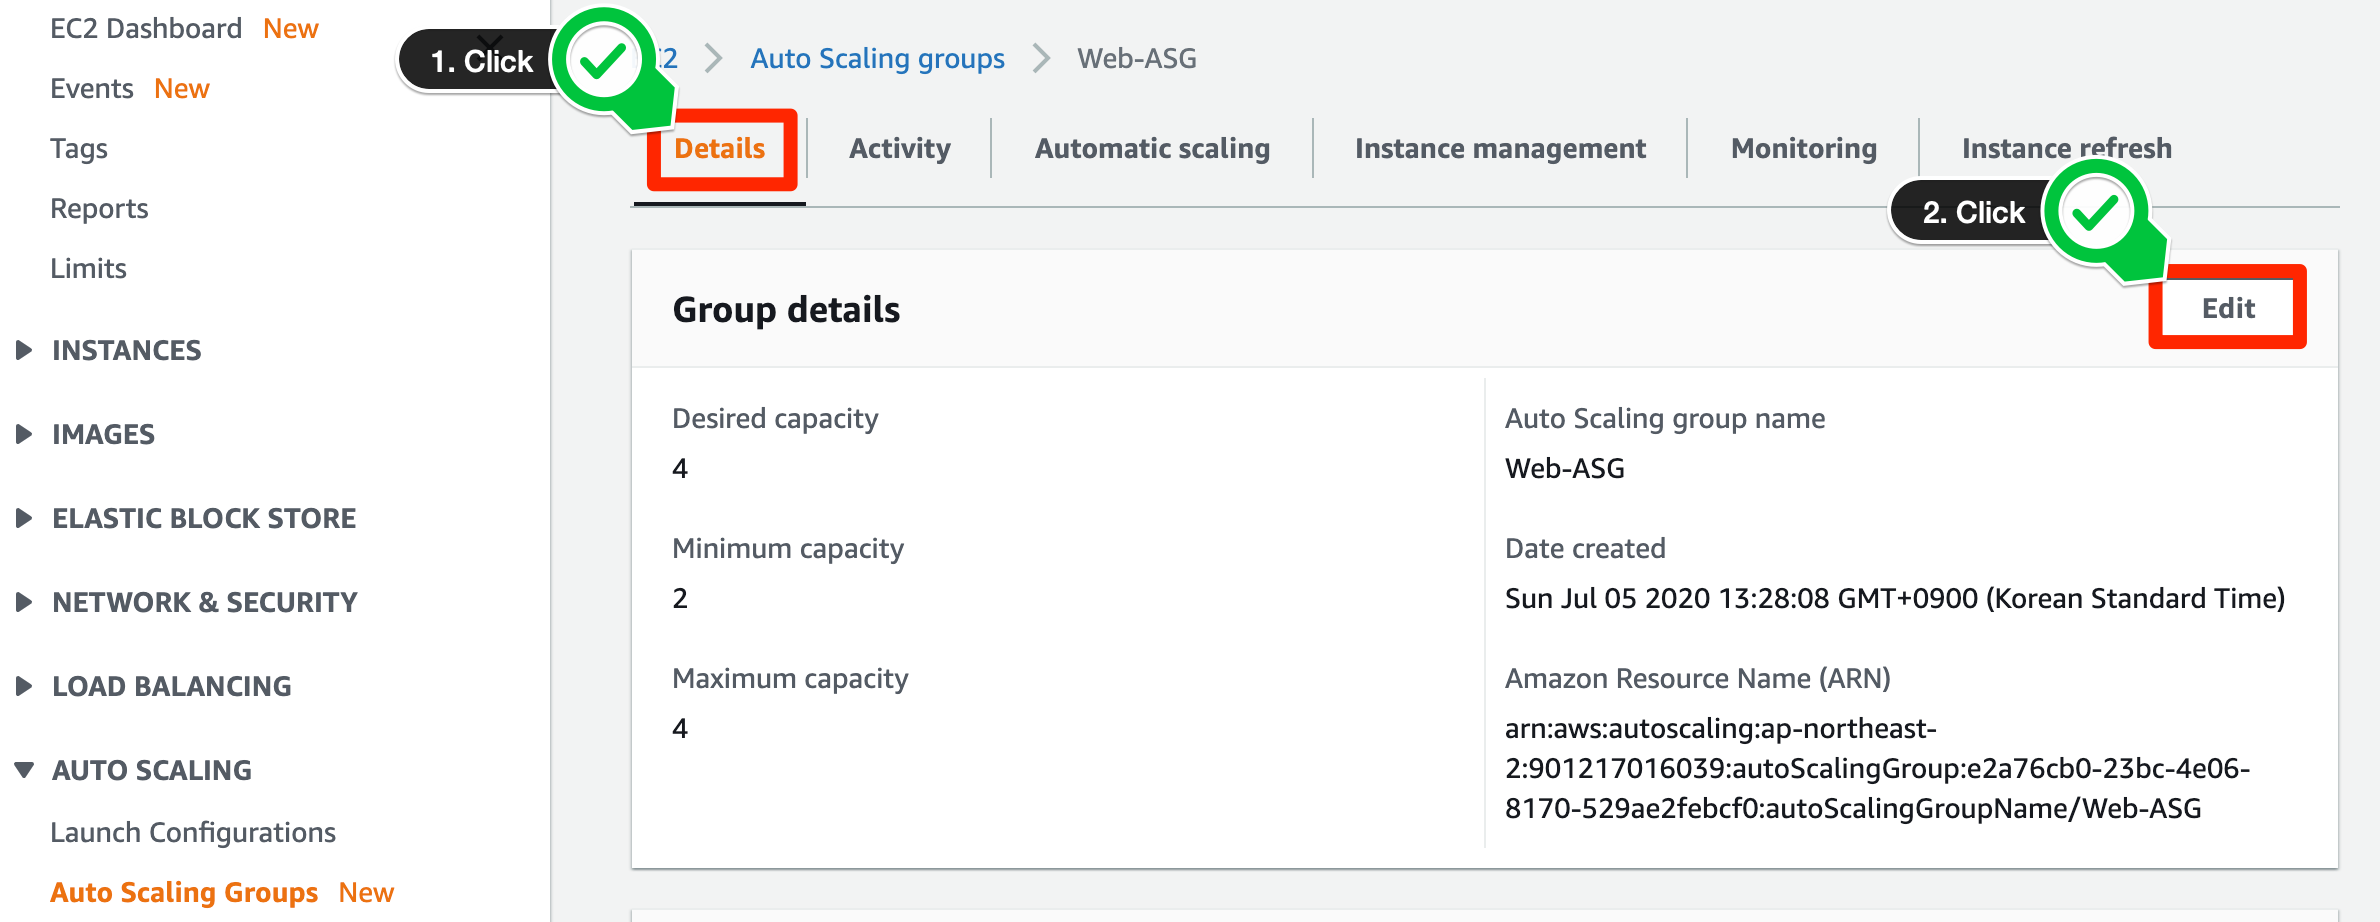 EC2 Dashboard New
Events New
Tags
Reports
Limits
INSTANCES
IMAGES
ELASTIC BLOCK STORE
NETWORK & SECURITY
LOAD BALANCING
AUTO SCALING
Launch Configurations
Auto Scaling Groups New
1. Click
2 > Auto Scaling groups > Web-ASG
Details
Activity
Automatic scaling
Instance management
Monitoring
Instance refresh
2. Click
Group details
Edit
Desired capacity
4
Minimum capacity
2
Maximum capacity
4
Auto Scaling group name
Web-ASG
Date created
Sun Jul 05 2020 13:28:08 GMT+0900 (Korean Standard Time)
Amazon Resource Name (ARN)
arn:aws:autoscaling:ap-northeast-
2:901217016039:autoScalingGroup:e2a76cb0-23bc-4e06-
8170-529ae2febcf0:autoScalingGroupName/Web-ASG